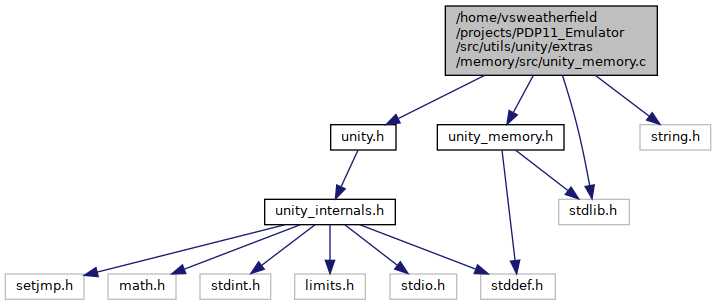 /home/vsweatherfield
/projects/PDP11_Emulator
/src/utils/unity/extras
/memory/src/unity_memory.c
unity.h
unity_memory.h
string.h
unity_internals.h
stdlib.h
setjmp.h
math.h
stdint.h
limits.h
stdio.h
stddef.h